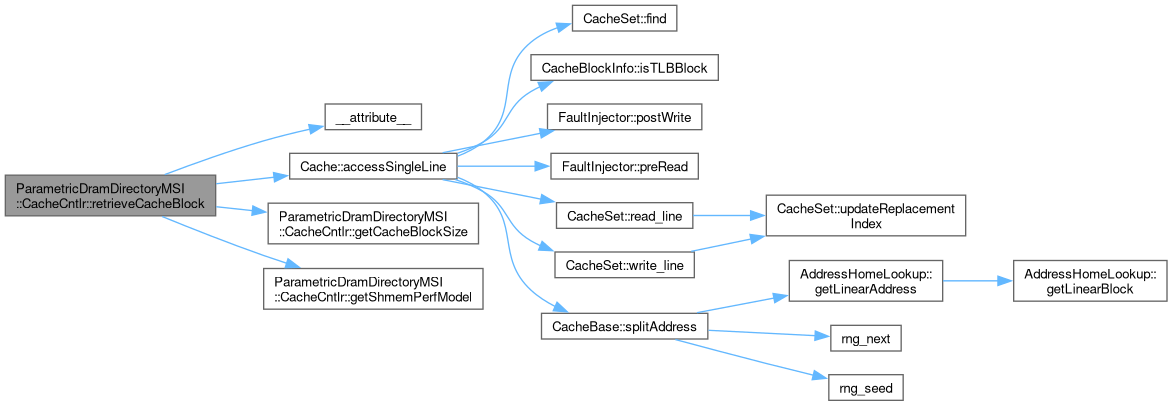 ParametricDramDirectoryMSI
::CacheCntlr::retrieveCacheBlock
__attribute__
Cache::accessSingleLine
ParametricDramDirectoryMSI
::CacheCntlr::getCacheBlockSize
ParametricDramDirectoryMSI
::CacheCntlr::getShmemPerfModel
CacheSet::find
CacheBlockInfo::isTLBBlock
FaultInjector::postWrite
FaultInjector::preRead
CacheSet::read_line
CacheSet::write_line
CacheBase::splitAddress
CacheSet::updateReplacement
Index
AddressHomeLookup::
getLinearAddress
rng_next
rng_seed
AddressHomeLookup::
getLinearBlock